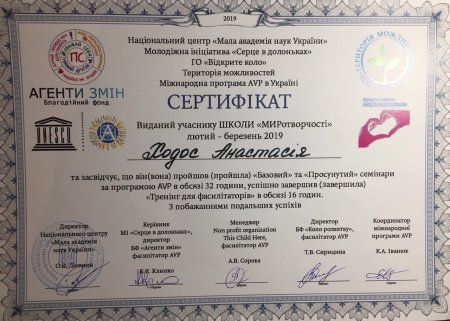 2019
Національний центр «Мала академія наук України»
Молодіжна ініціатива «Серце в долоньках»
ГО «Відкрите коло»
Територія можливостей
Міжнародна програма AVP в Україні
АГЕНТИ ЗМІН
Благодійний фонд
UNESCO
СЕРТИФІКАТ
Виданий учаснику ШКОЛИ «МИРотворчості»
лютий – березень 2019
Ходос Анастасія
та засвідчує, що він(вона) пройшов (пройшла) «Базовий» та «Просунутий» семінари
за програмою AVP в обсязі 32 години, успішно завершив (завершила)
«Тренінг для фасилітаторів» в обсязі 16 годин.
З побажаннями подальших успіхів
Директор
Національного центру
«Мала академія
наук України»
О.В. Лісовий
Керівник
МІ «Серце в долоньках»,
директор
БФ «Агенти змін»
фасилітатор AVP
К.Є. Клюзко
Менеджер
Non profit organization
This Child Here,
фасилітатор AVP
А.В. Сорока
Директор
БФ «Коло розвитку»,
фасилітатор AVP
Т.В. Сирицина
Координатор
міжнародної
програми AVP
К.А. Іванюк